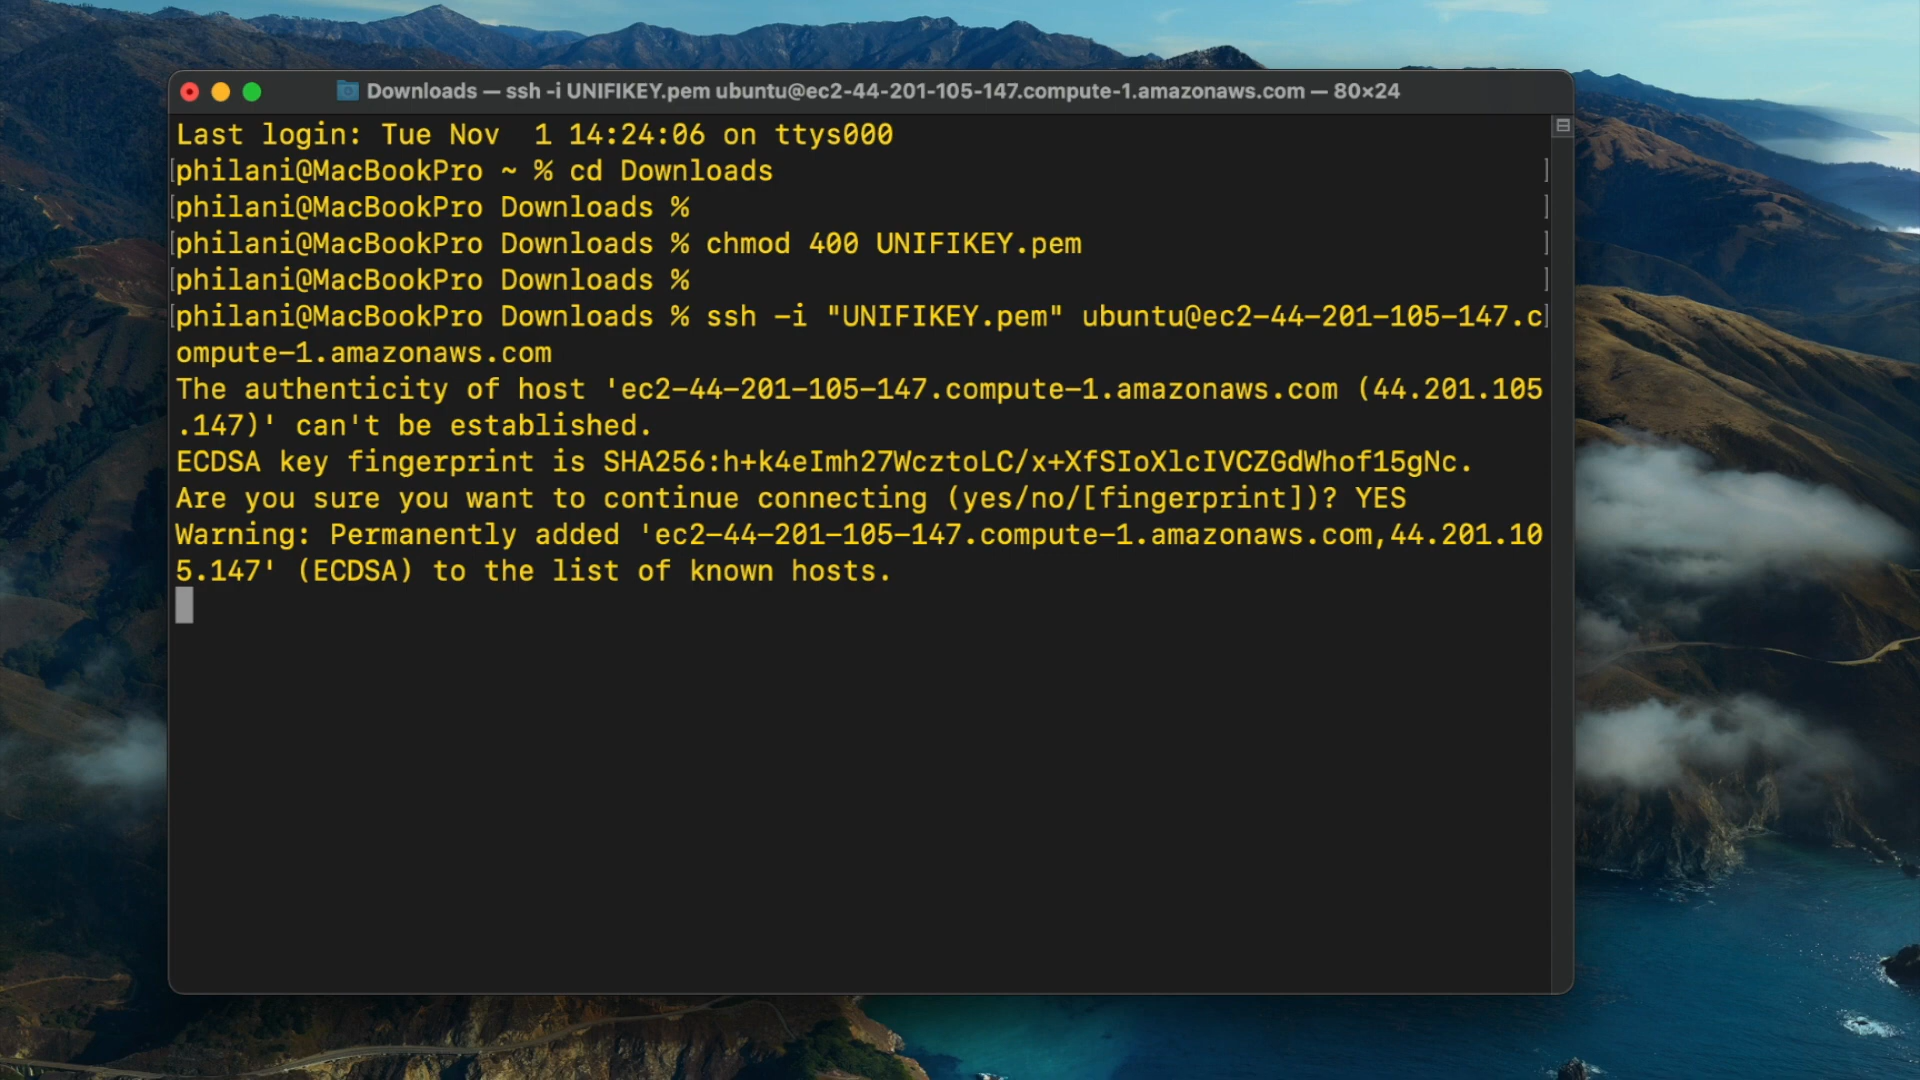 Downloads — ssh -i UNIFIKEY.pem ubuntu@ec2-44-201-105-147.compute-1.amazonaws.com — 80×24
Last login: Tue Nov  1 14:24:06 on ttys000
[philani@MacBookPro ~ % cd Downloads ]
[philani@MacBookPro Downloads % ]
[philani@MacBookPro Downloads % chmod 400 UNIFIKEY.pem ]
[philani@MacBookPro Downloads % ]
[philani@MacBookPro Downloads % ssh -i "UNIFIKEY.pem" ubuntu@ec2-44-201-105-147.c]
ompute-1.amazonaws.com
The authenticity of host 'ec2-44-201-105-147.compute-1.amazonaws.com (44.201.105
.147)' can't be established.
ECDSA key fingerprint is SHA256:h+k4eImh27WcztoLC/x+XfSIoXlcIVCZGdWhof15gNc.
Are you sure you want to continue connecting (yes/no/[fingerprint])? YES
Warning: Permanently added 'ec2-44-201-105-147.compute-1.amazonaws.com,44.201.10
5.147' (ECDSA) to the list of known hosts.